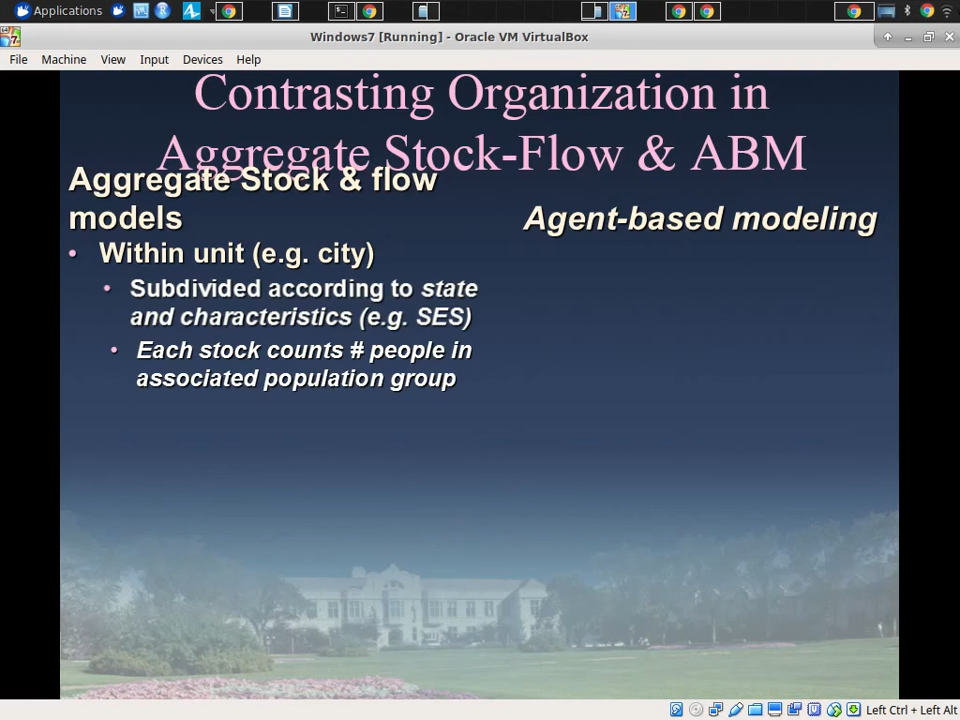 Applications
Windows7 [Running] - Oracle VM VirtualBox
File Machine View Input Devices Help
Contrasting Organization in
Aggregate Stock-Flow & ABM
Aggregate Stock & flow
models
Agent-based modeling
• Within unit (e.g. city)
• Subdivided according to state
and characteristics (e.g. SES)
• Each stock counts # people in
associated population group
Left Ctrl + Left Alt